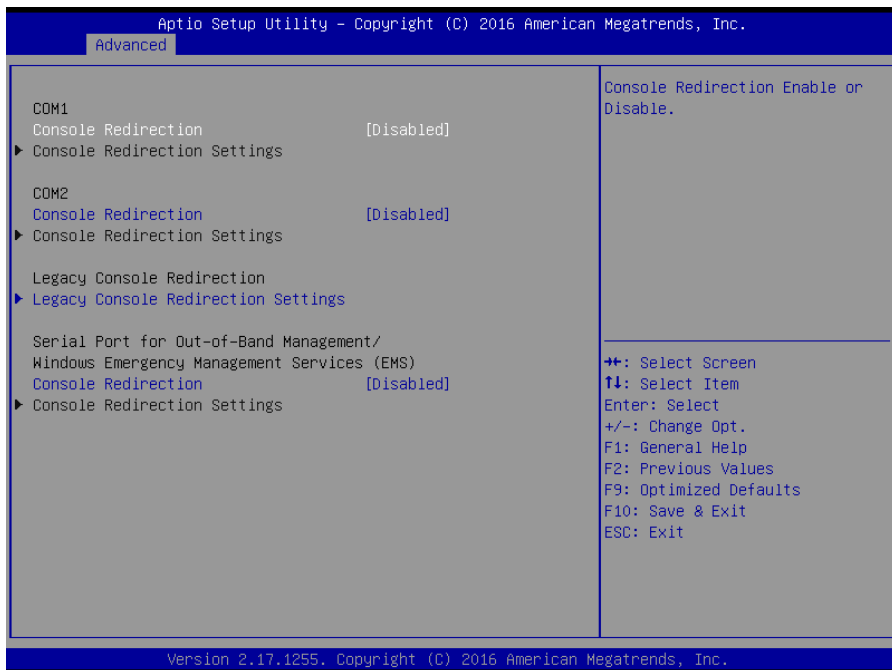 Aptio Setup Utility – Copyright (C) 2016 American Megatrends, Inc.
Advanced
COM1
Console Redirection [Disabled]
Console Redirection Settings
COM2
Console Redirection [Disabled]
Console Redirection Settings
Legacy Console Redirection
Legacy Console Redirection Settings
Serial Port for Out-of-Band Management/
Windows Emergency Management Services (EMS)
Console Redirection [Disabled]
Console Redirection Settings
Console Redirection Enable or
Disable.
→←: Select Screen
↑↓: Select Item
Enter: Select
+/-: Change Opt.
F1: General Help
F2: Previous Values
F9: Optimized Defaults
F10: Save & Exit
ESC: Exit
Version 2.17.1255. Copyright (C) 2016 American Megatrends, Inc.